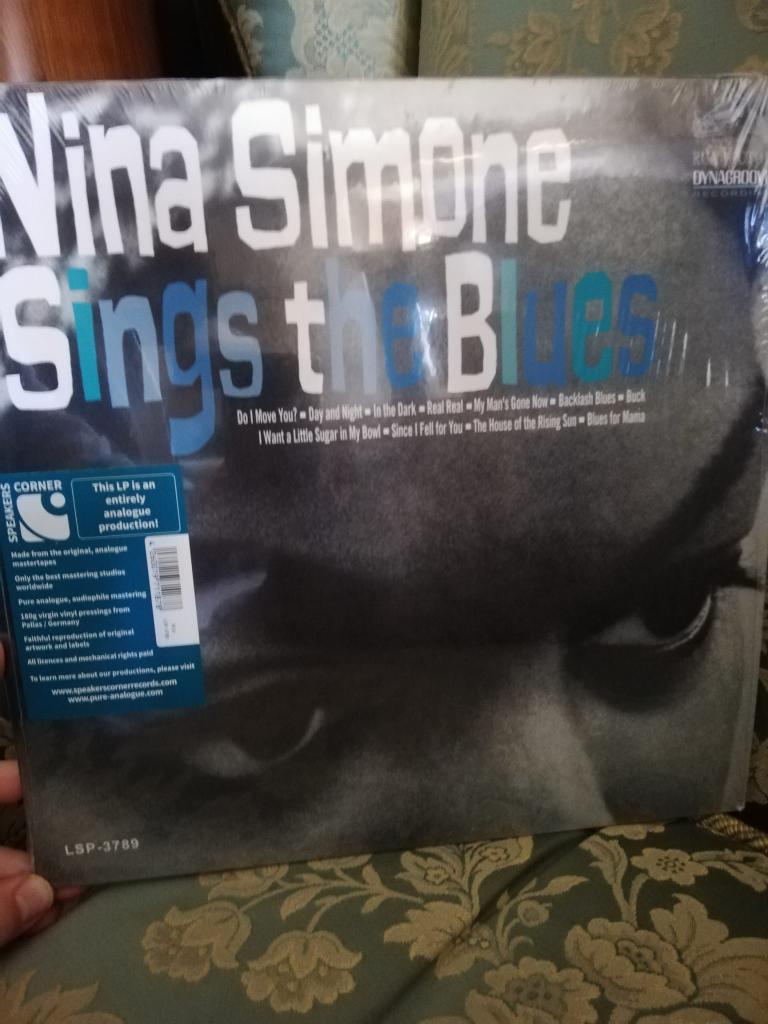 Nina Simone
RCA VICTOR
DYNAGROOV
RECORDIN
Sings the Blues
Do I Move You? ▪ Day and Night ▪ In the Dark ▪ Real Real ▪ My Man's Gone Now ▪ Backlash Blues ▪ Buck
I Want a Little Sugar in My Bowl ▪ Since I Fell for You ▪ The House of the Rising Sun ▪ Blues for Mama
SPEAKERS
CORNER
This LP is an
entirely
analogue
production!
Made from the original, analogue
mastertapes
Only the best mastering studios
worldwide
Pure analogue, audiophile mastering
180g virgin vinyl pressings from
Pallas / Germany
Faithful reproduction of original
artwork and labels
All licences and mechanical rights paid
To learn more about our productions, please visit
www.speakerscornerrecords.com
www.pure-analogue.com
LSP-3789